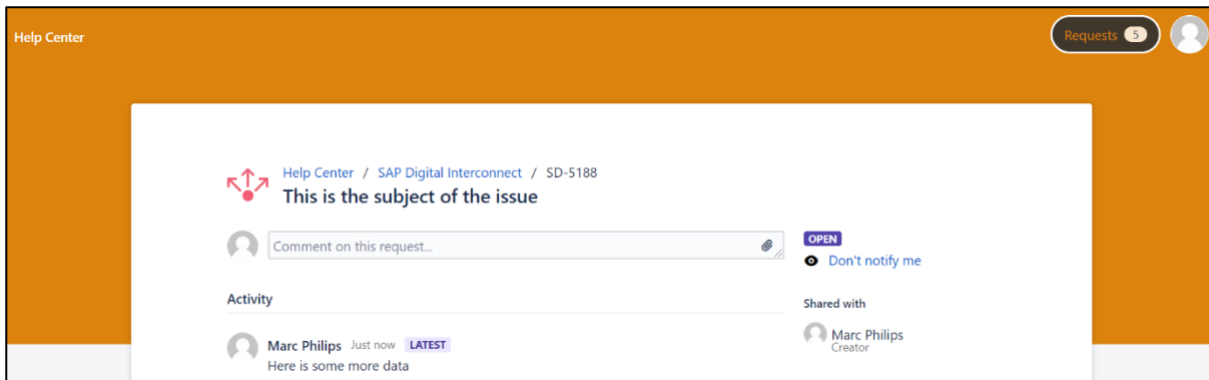 Help Center
Requests 5
Help Center / SAP Digital Interconnect / SD-5188
This is the subject of the issue
Comment on this request...
OPEN
Don't notify me
Activity
Shared with
Marc Philips Just now LATEST
Here is some more data
Marc Philips
Creator